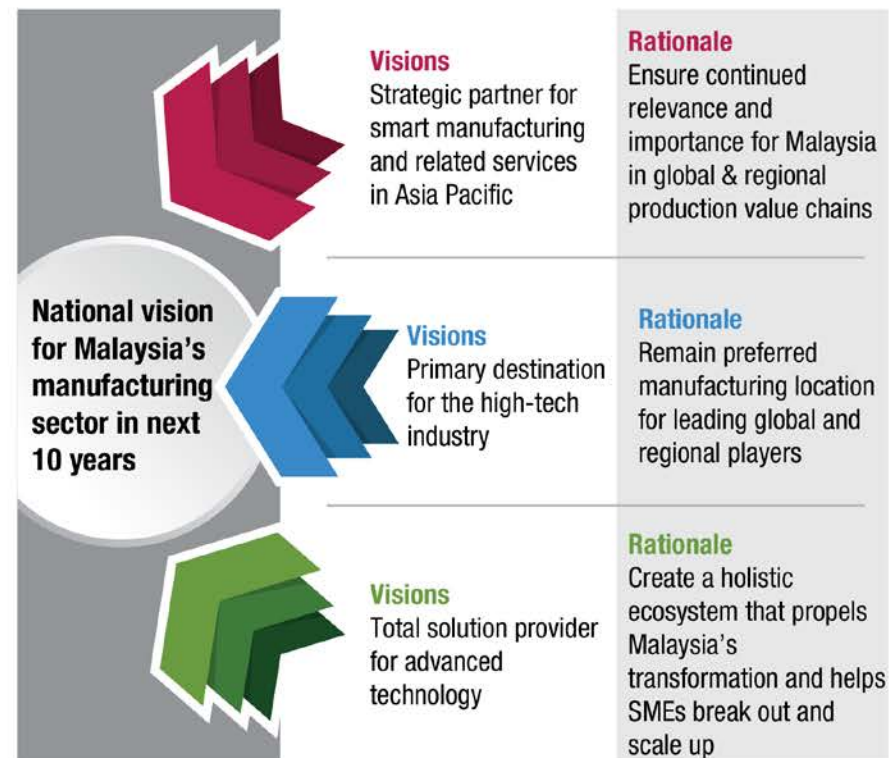 National vision
for Malaysia's
manufacturing
sector in next
10 years
Visions
Strategic partner for
smart manufacturing
and related services
in Asia Pacific
Rationale
Ensure continued
relevance and
importance for Malaysia
in global & regional
production value chains
Visions
Primary destination
for the high-tech
industry
Rationale
Remain preferred
manufacturing location
for leading global and
regional players
Visions
Total solution provider
for advanced
technology
Rationale
Create a holistic
ecosystem that propels
Malaysia's
transformation and helps
SMEs break out and
scale up